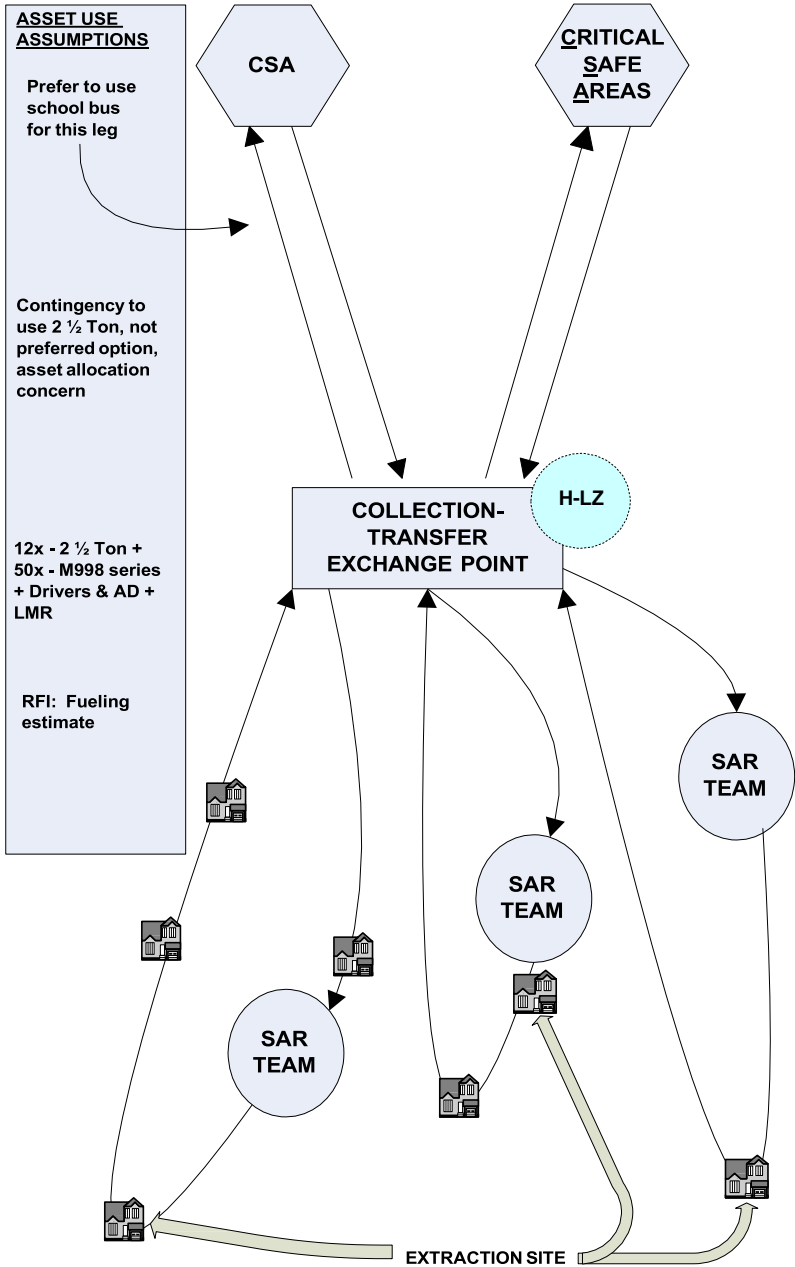 ASSET USE
ASSUMPTIONS
Prefer to use
school bus
for this leg
Contingency to
use 2 ½ Ton, not
preferred option,
asset allocation
concern
12x - 2 ½ Ton +
50x - M998 series
+ Drivers & AD +
LMR
RFI:  Fueling
estimate
CSA
CRITICAL
SAFE
AREAS
COLLECTION-
TRANSFER
EXCHANGE POINT
H-LZ
SAR
TEAM
SAR
TEAM
SAR
TEAM
EXTRACTION SITE